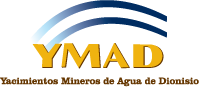 YMAD
Yacimientos Mineros de Agua de Dionisio